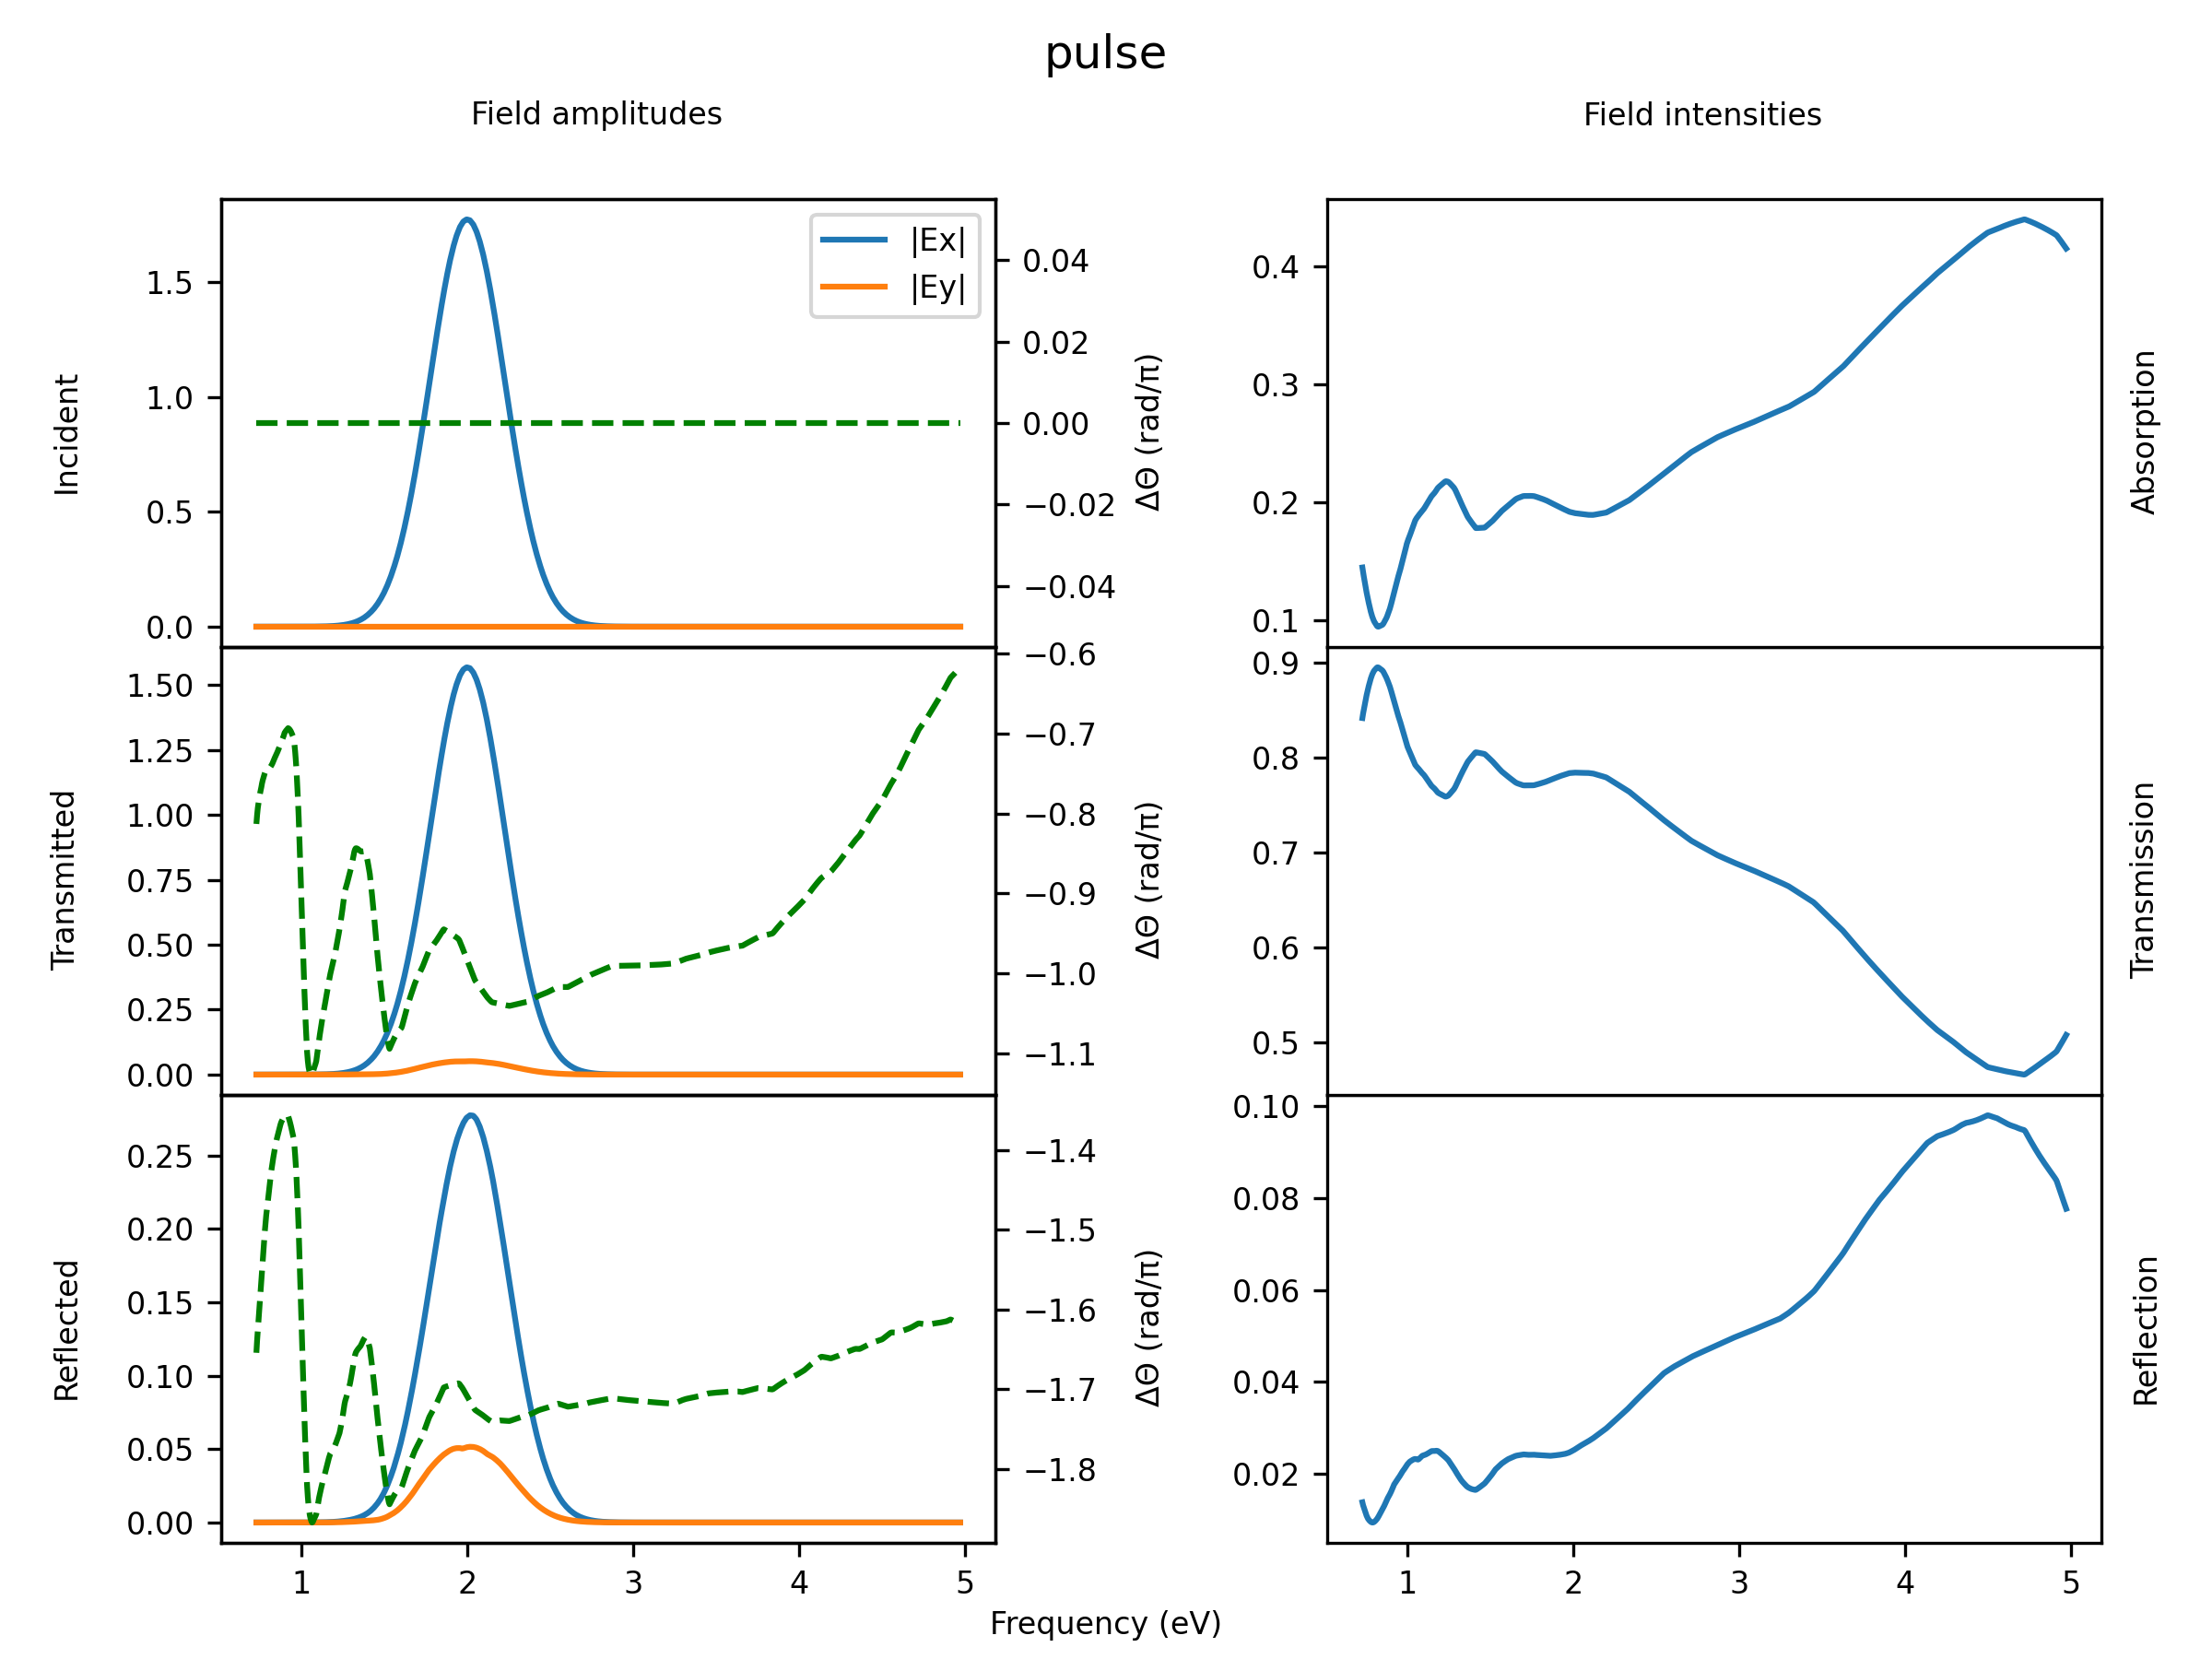 pulse
Field amplitudes
Field intensities
Incident
1.5
1.0
0.5
0.0
|Ex|
|Ey|
0.04
0.02
0.00
−0.02
−0.04
ΔΘ (rad/π)
0.4
0.3
0.2
0.1
Absorption
Transmitted
1.50
1.25
1.00
0.75
0.50
0.25
0.00
−0.6
−0.7
−0.8
−0.9
−1.0
−1.1
ΔΘ (rad/π)
0.9
0.8
0.7
0.6
0.5
Transmission
Reflected
0.25
0.20
0.15
0.10
0.05
0.00
1 2 3 4 5
−1.4
−1.5
−1.6
−1.7
−1.8
ΔΘ (rad/π)
0.10
0.08
0.06
0.04
0.02
1 2 3 4 5
Reflection
Frequency (eV)